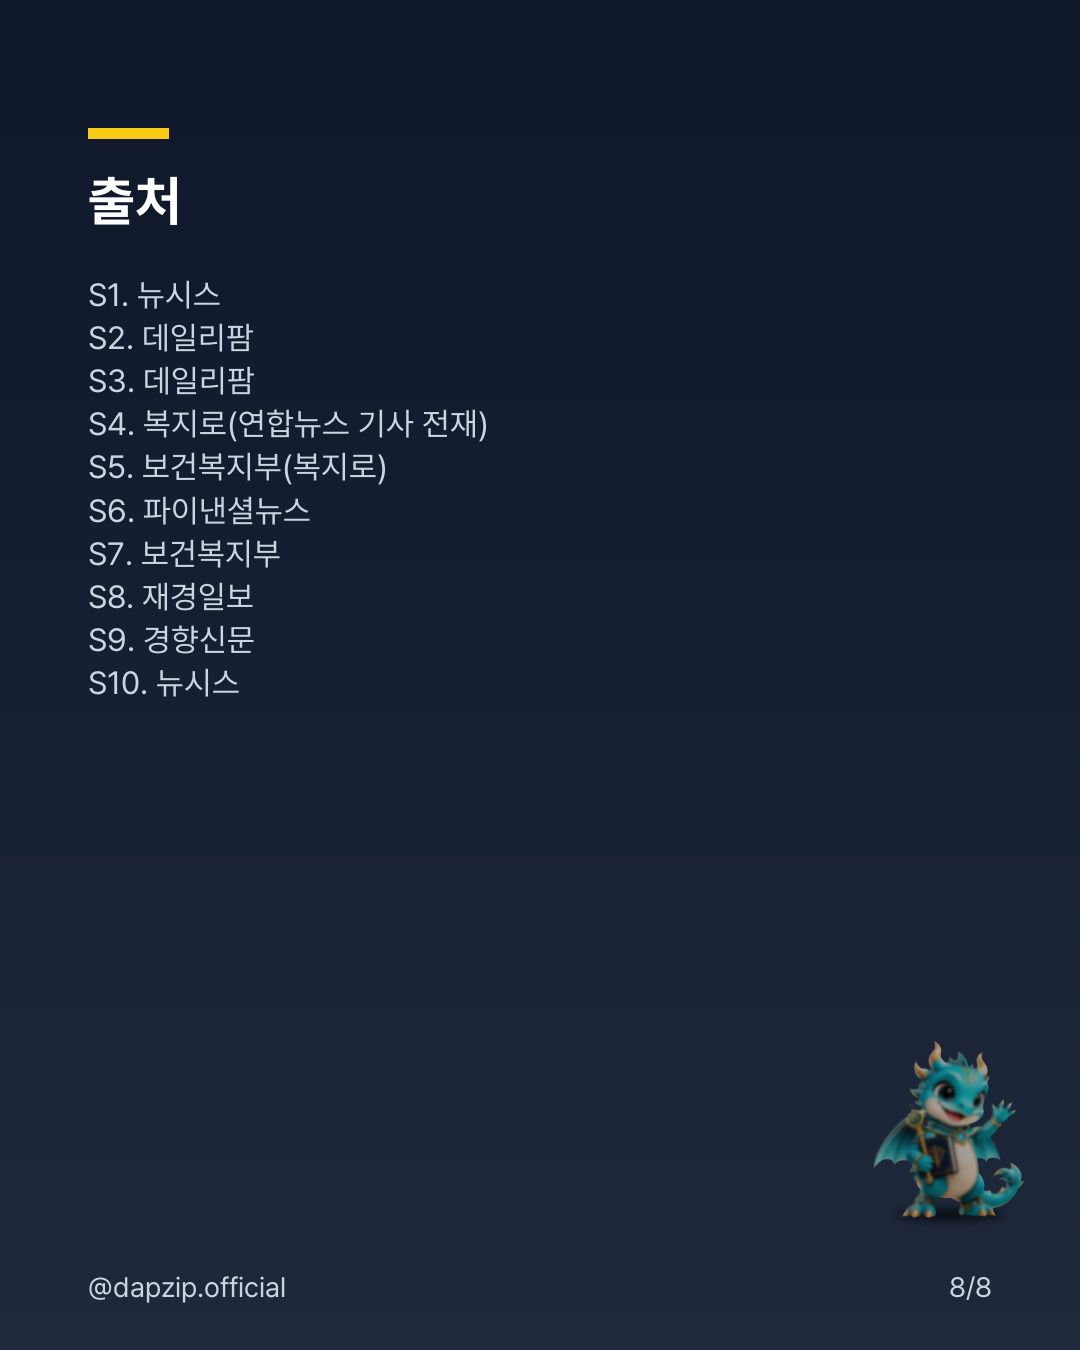 출처
S1. 뉴시스
S2. 데일리팜
S3. 데일리팜
S4. 복지로(연합뉴스 기사 전재)
S5. 보건복지부(복지로)
S6. 파이낸셜뉴스
S7. 보건복지부
S8. 재경일보
S9. 경향신문
S10. 뉴시스
@dapzip.official
8/8